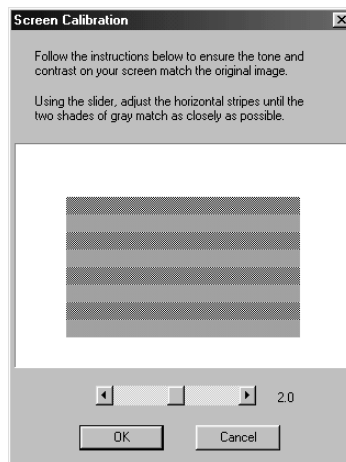 Screen Calibration
Follow the instructions below to ensure the tone and
contrast on your screen match the original image.
Using the slider, adjust the horizontal stripes until the
two shades of gray match as closely as possible.
2.0
OK Cancel